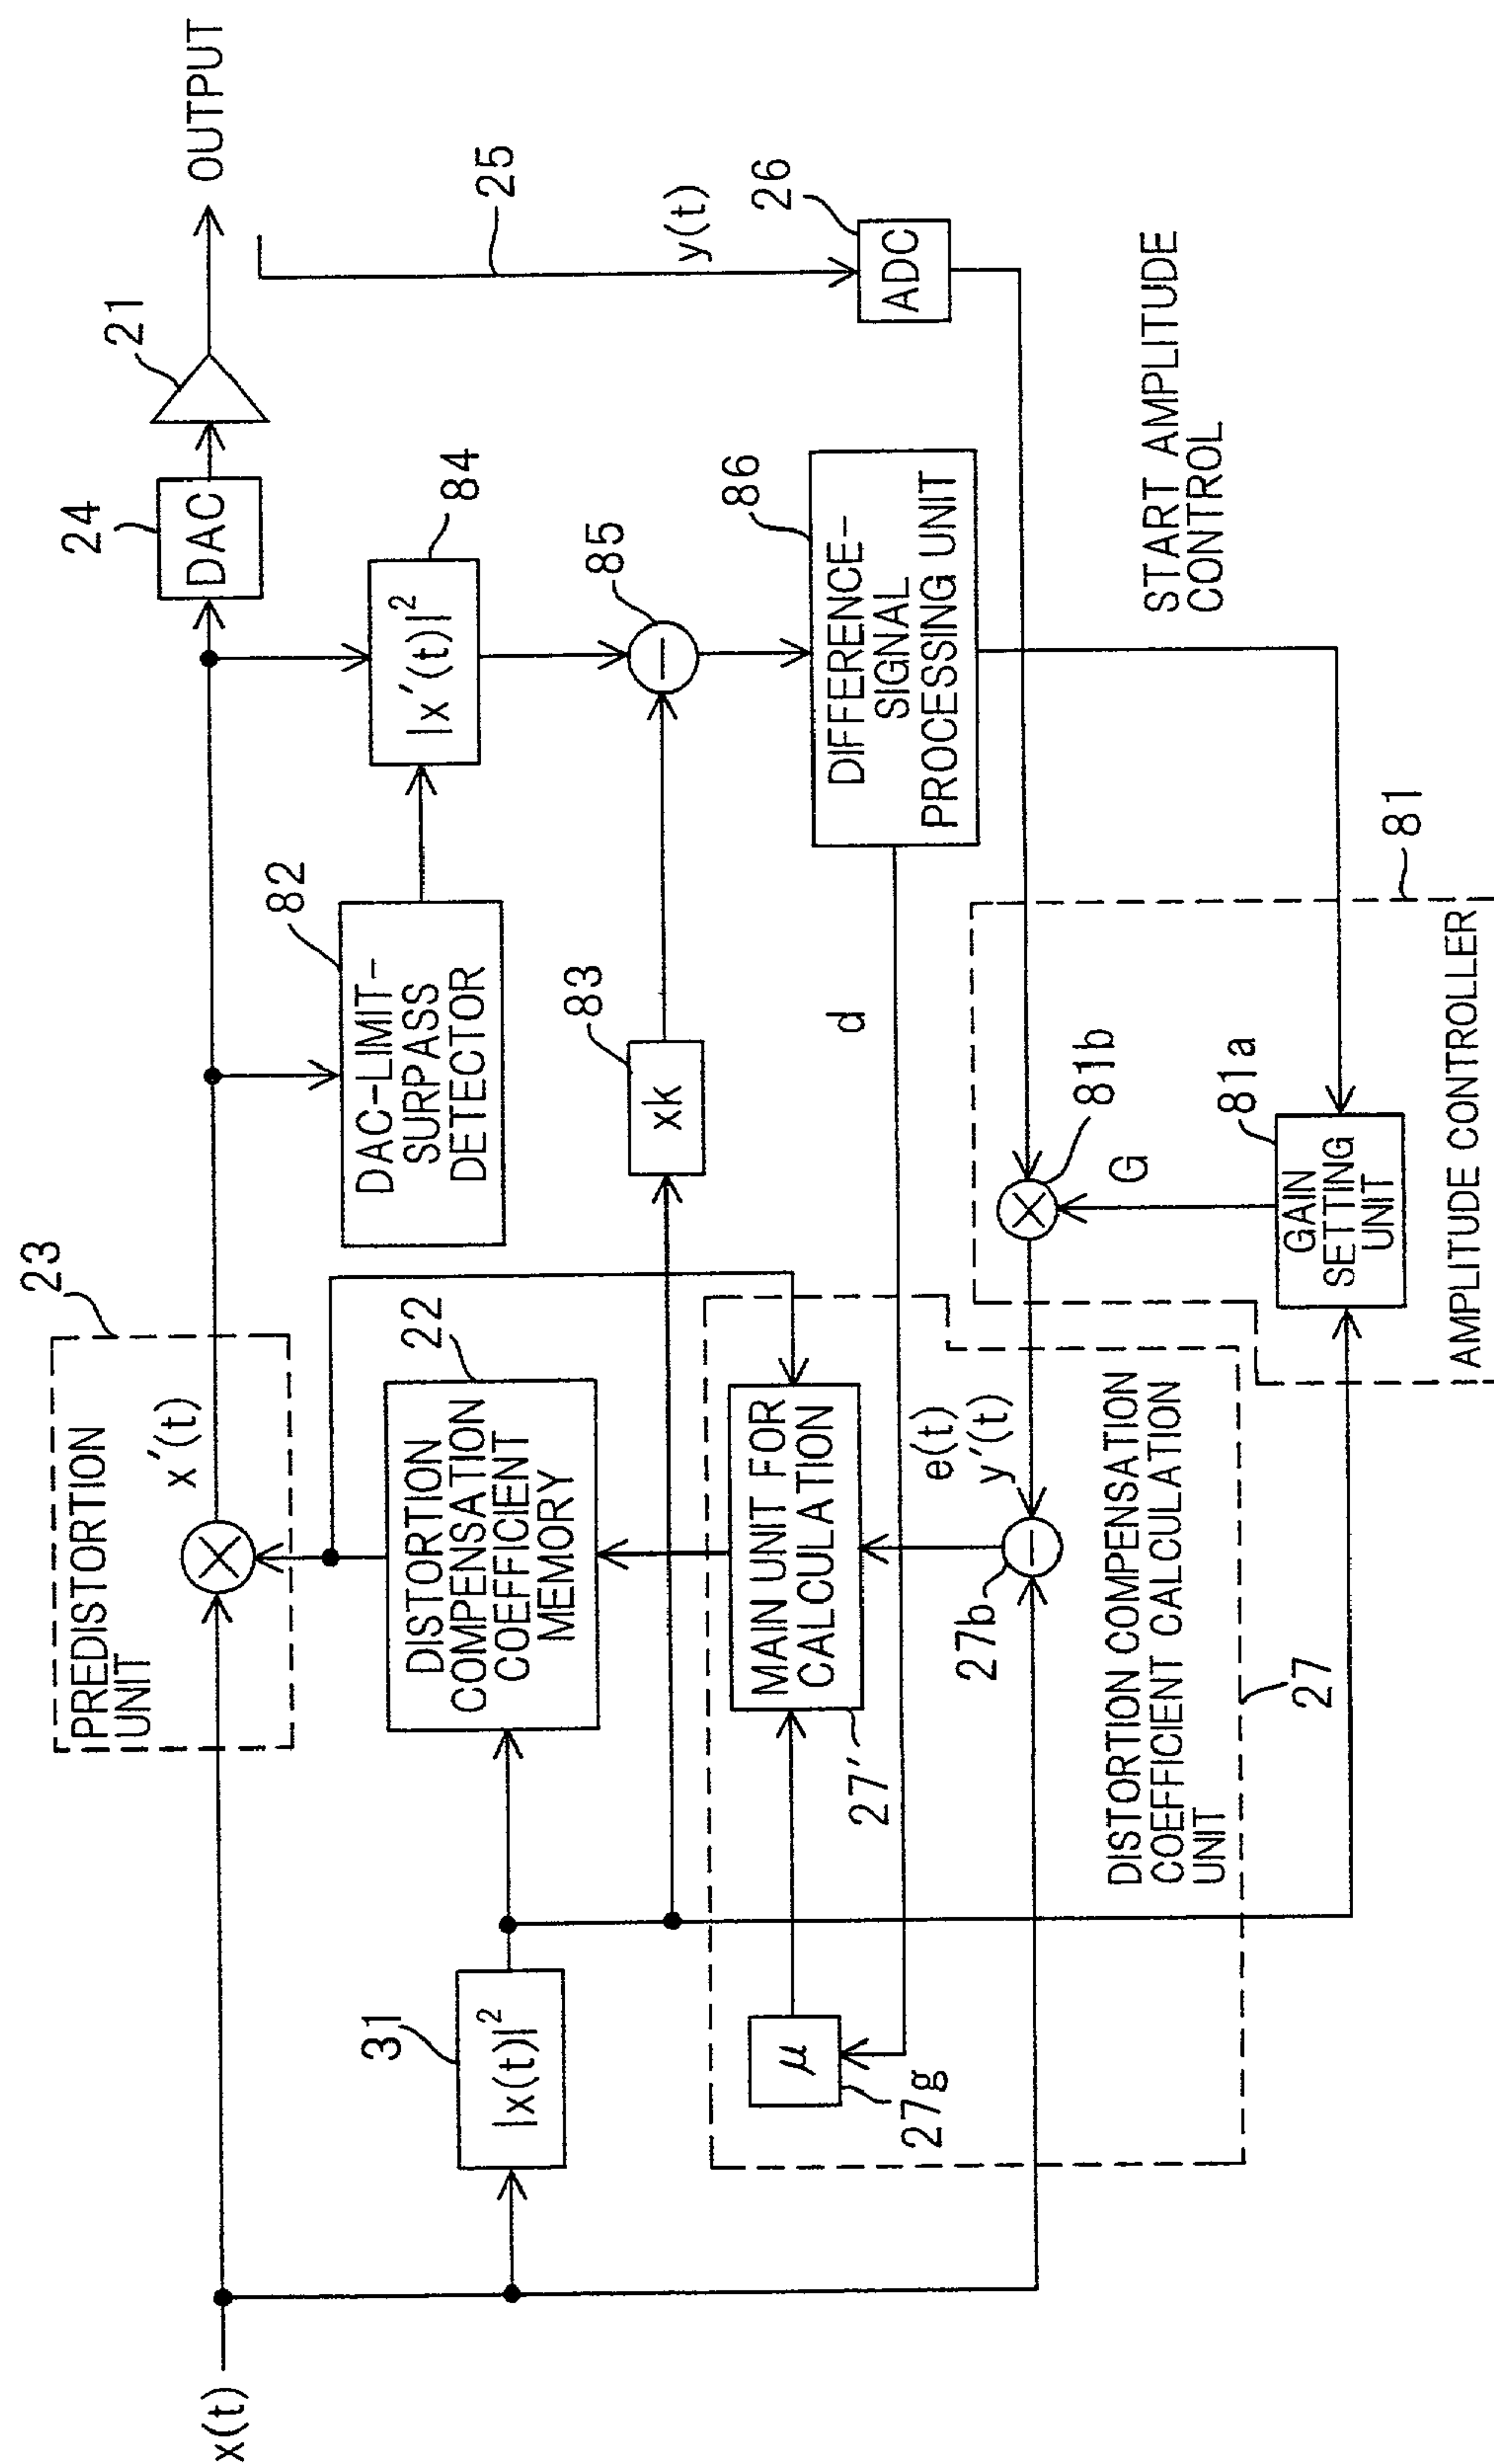 x(t)
23
PREDISTORTION
UNIT
x'(t)
24
DAC
21
OUTPUT
31
|x(t)|²
22
DISTORTION
COMPENSATION
COEFFICIENT
MEMORY
82
DAC-LIMIT-
SURPASS
DETECTOR
84
|x'(t)|²
83
xk
85
25
y(t)
26
ADC
86
DIFFERENCE-
SIGNAL
PROCESSING UNIT
d
μ
27g
MAIN UNIT FOR
CALCULATION
27'
e(t)
y'(t)
27b
DISTORTION COMPENSATION
COEFFICIENT CALCULATION
UNIT
27
81b
G
81a
GAIN
SETTING
UNIT
81
AMPLITUDE CONTROLLER
START AMPLITUDE
CONTROL